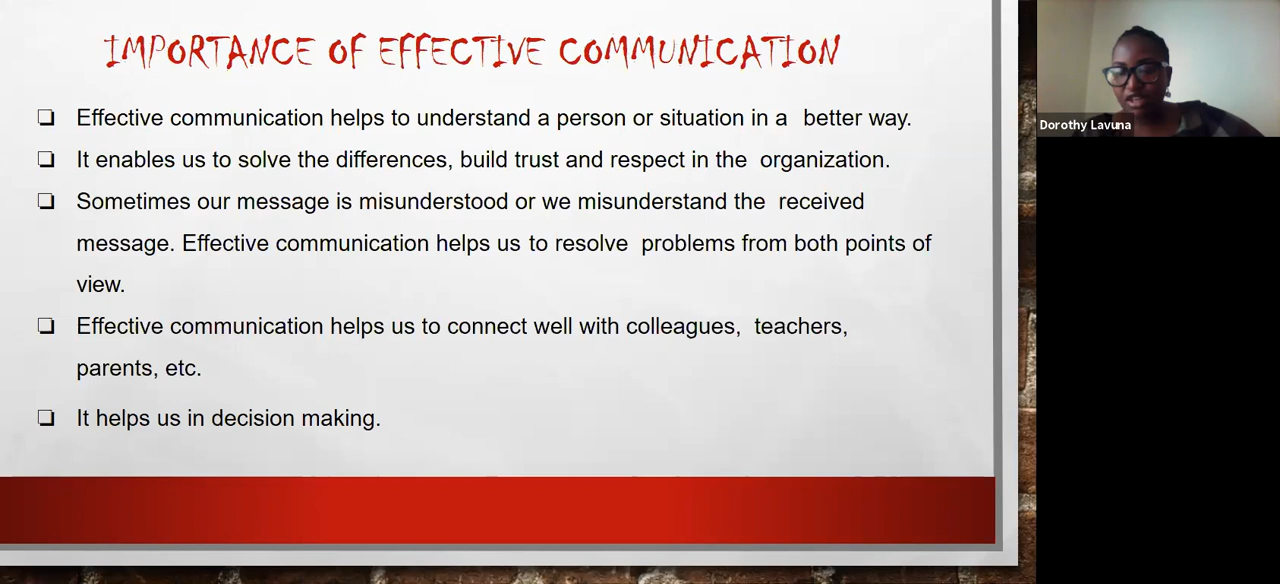 IMPORTANCE OF EFFECTIVE COMMUNICATION
❑ Effective communication helps to understand a person or situation in a better way.
❑ It enables us to solve the differences, build trust and respect in the organization.
❑ Sometimes our message is misunderstood or we misunderstand the received
message. Effective communication helps us to resolve problems from both points of
view.
❑ Effective communication helps us to connect well with colleagues, teachers,
parents, etc.
❑ It helps us in decision making.
Dorothy Lavuna